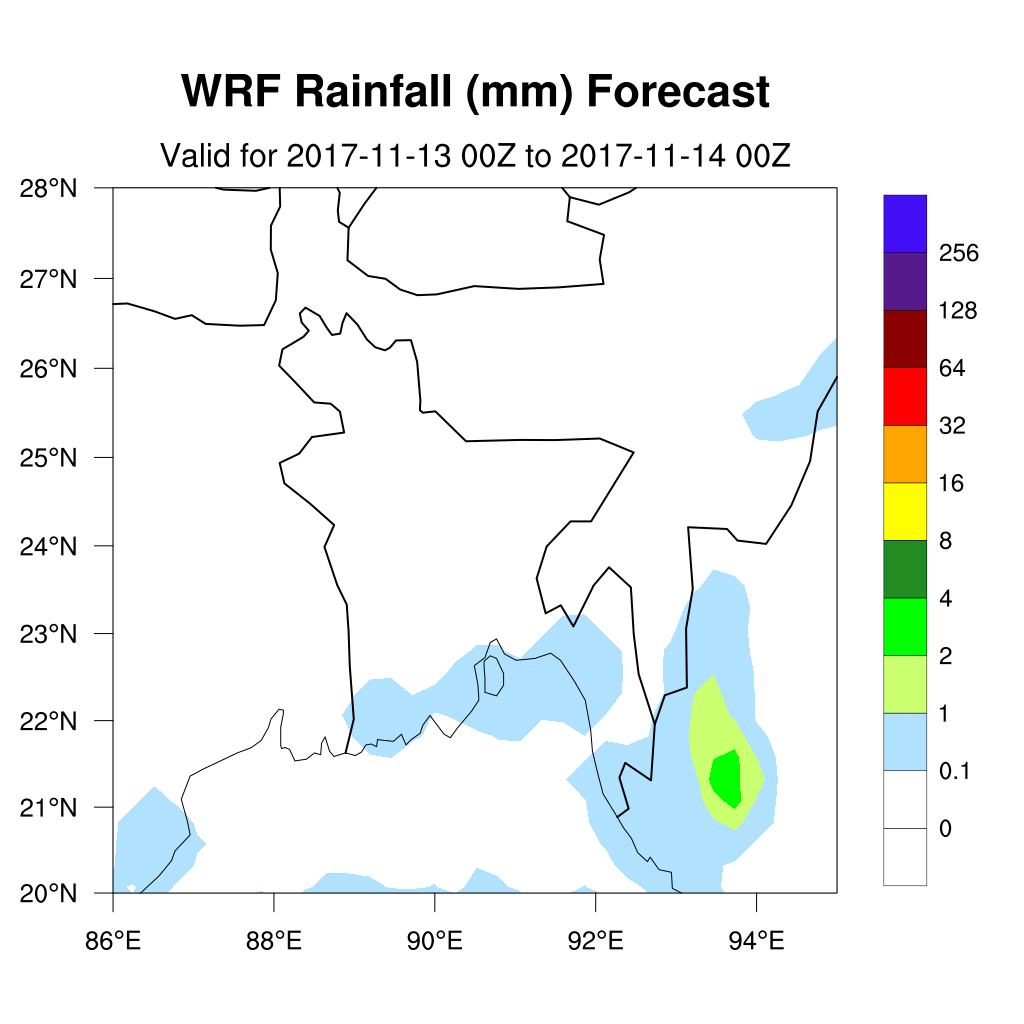 WRF Rainfall (mm) Forecast
Valid for 2017-11-13 00Z to 2017-11-14 00Z
28°N
27°N
26°N
25°N
24°N
23°N
22°N
21°N
20°N
86°E 88°E 90°E 92°E 94°E
256
128
64
32
16
8
4
2
1
0.1
0